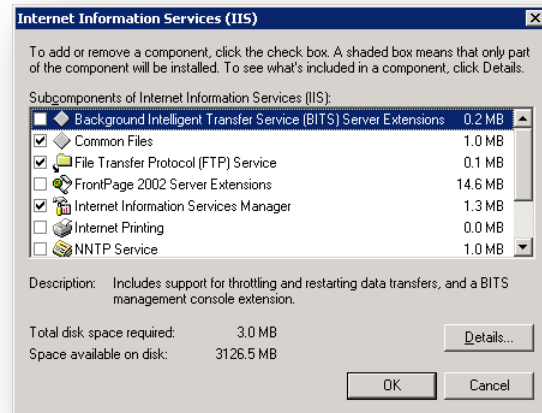 Internet Information Services (IIS)
To add or remove a component, click the check box. A shaded box means that only part
of the component will be installed. To see what's included in a component, click Details.
Subcomponents of Internet Information Services (IIS):
Background Intelligent Transfer Service (BITS) Server Extensions 0.2 MB
Common Files 1.0 MB
File Transfer Protocol (FTP) Service 0.1 MB
FrontPage 2002 Server Extensions 14.6 MB
Internet Information Services Manager 1.3 MB
Internet Printing 0.0 MB
NNTP Service 1.0 MB
Description: Includes support for throttling and restarting data transfers, and a BITS
management console extension.
Total disk space required: 3.0 MB
Space available on disk: 3126.5 MB
Details...
OK Cancel